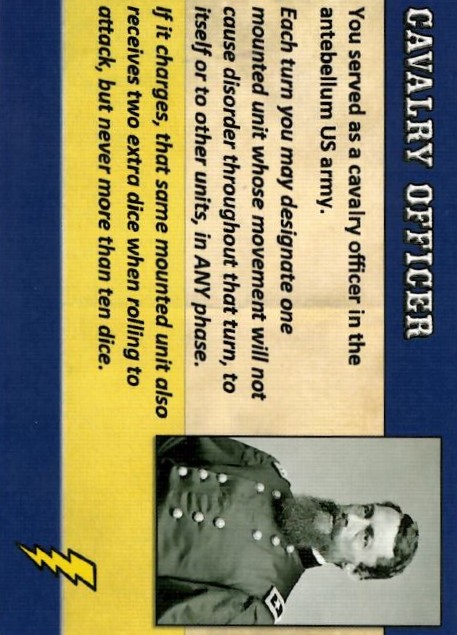 CAVALRY OFFICER
You served as a cavalry officer in the
antebellum US army.
Each turn you may designate one
mounted unit whose movement will not
cause disorder throughout that turn, to
itself or to other units, in ANY phase.
If it charges, that same mounted unit also
receives two extra dice when rolling to
attack, but never more than ten dice.